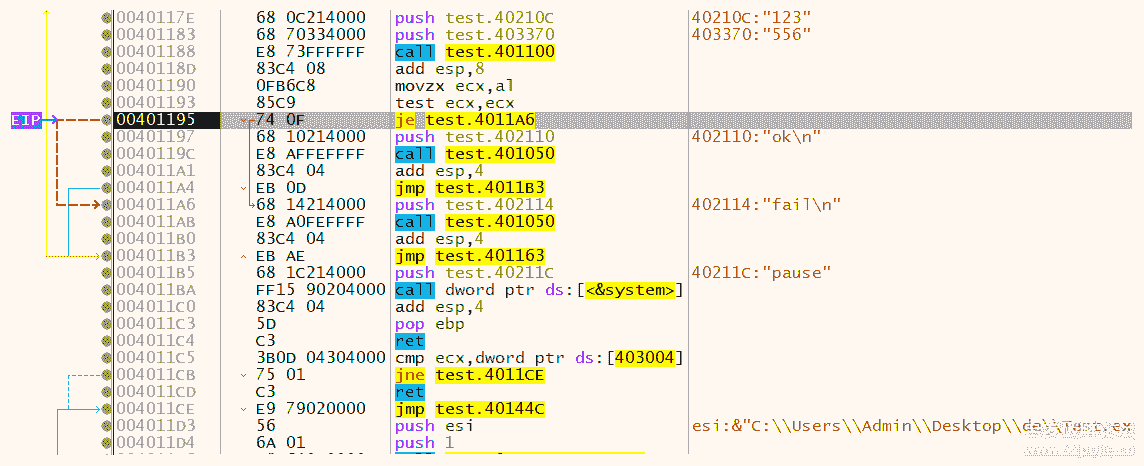 0040117E 68 0C214000 push test.40210C 40210C:"123"
00401183 68 70334000 push test.403370 403370:"556"
00401188 E8 73FFFFFF call test.401100
0040118D 83C4 08 add esp,8
00401190 0FB6C8 movzx ecx,al
00401193 85C9 test ecx,ecx
EIP 00401195 74 0F je test.4011A6
00401197 68 10214000 push test.402110 402110:"ok\n"
0040119C E8 AFFEFFFF call test.401050
004011A1 83C4 04 add esp,4
004011A4 EB 0D jmp test.4011B3
004011A6 68 14214000 push test.402114 402114:"fail\n"
004011AB E8 A0FEFFFF call test.401050
004011B0 83C4 04 add esp,4
004011B3 EB AE jmp test.401163
004011B5 68 1C214000 push test.40211C 40211C:"pause"
004011BA FF15 90204000 call dword ptr ds:[<&system>]
004011C0 83C4 04 add esp,4
004011C3 5D pop ebp
004011C4 C3 ret
004011C5 3B0D 04304000 cmp ecx,dword ptr ds:[403004]
004011CB 75 01 jne test.4011CE
004011CD C3 ret
004011CE E9 79020000 jmp test.40144C
004011D3 56 push esi esi:&"C:\\Users\\Admin\\Desktop\\de\\Test.ex
004011D4 6A 01 push 1